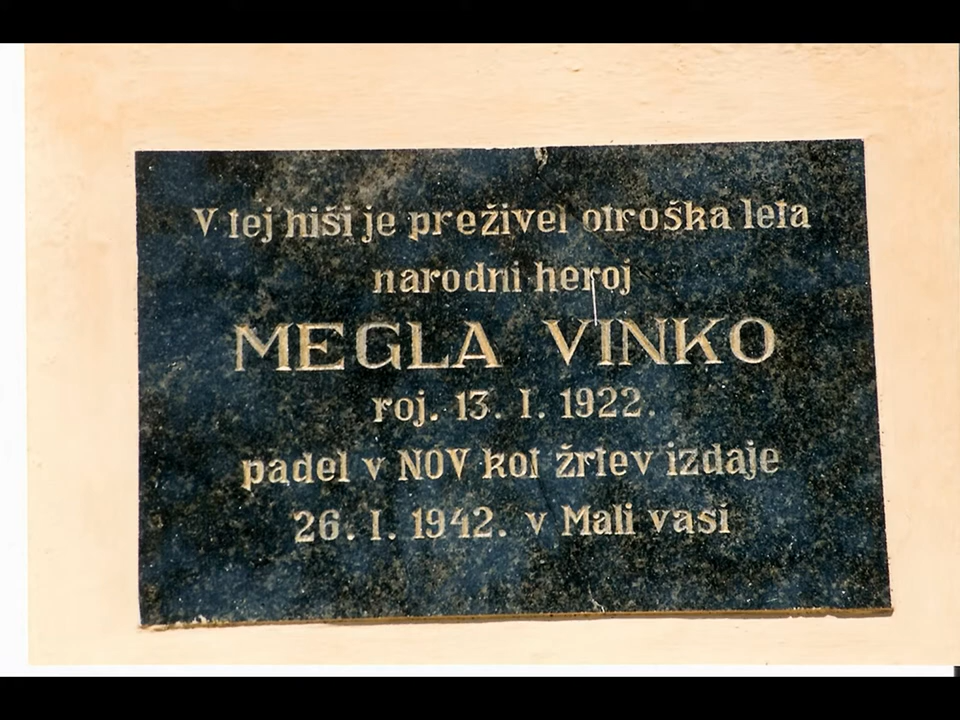 V tej hiši je preživel otroška leta
narodni heroj
MEGLA VINKO
roj. 13. I. 1922.
padel v NOV kot žrtev izdaje
26. I. 1942. v Mali vasi